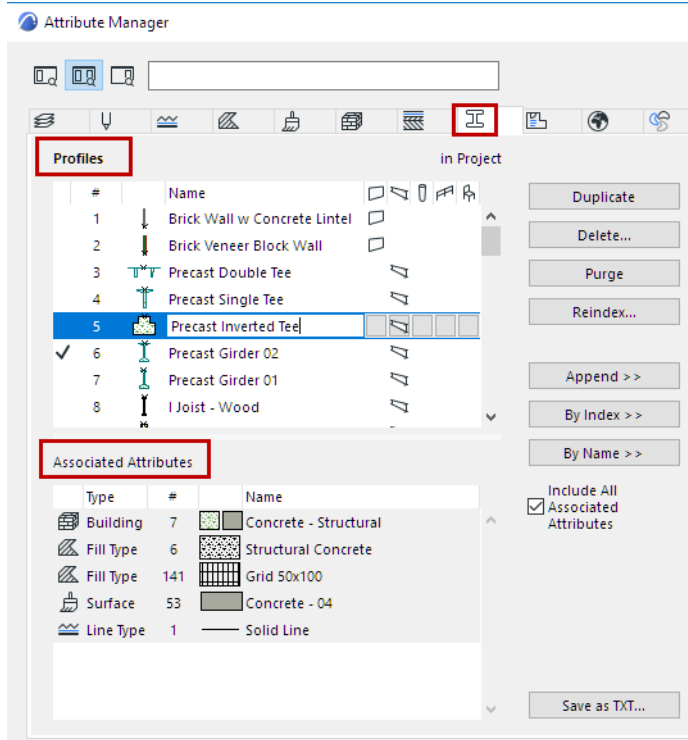 Attribute Manager
Profiles
in Project
# Name
1 Brick Wall w Concrete Lintel
2 Brick Veneer Block Wall
3 Precast Double Tee
4 Precast Single Tee
5 Precast Inverted Tee
6 Precast Girder 02
7 Precast Girder 01
8 I Joist - Wood
Duplicate
Delete...
Purge
Reindex...
Append >>
By Index >>
By Name >>
Include All
Associated
Attributes
Associated Attributes
Type # Name
Building 7 Concrete - Structural
Fill Type 6 Structural Concrete
Fill Type 141 Grid 50x100
Surface 53 Concrete - 04
Line Type 1 Solid Line
Save as TXT...